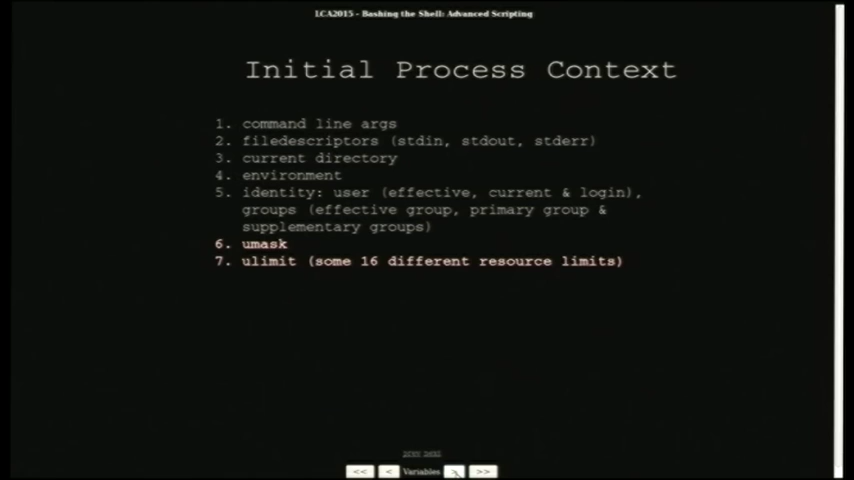 LCA2015 - Bashing the Shell: Advanced Scripting
Initial Process Context
1. command line args
2. filedescriptors (stdin, stdout, stderr)
3. current directory
4. environment
5. identity: user (effective, current & login),
groups (effective group, primary group &
supplementary groups)
6. umask
7. ulimit (some 16 different resource limits)
<< < Variables > >>